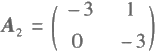 A₂ = ( −3 1
0 −3 )